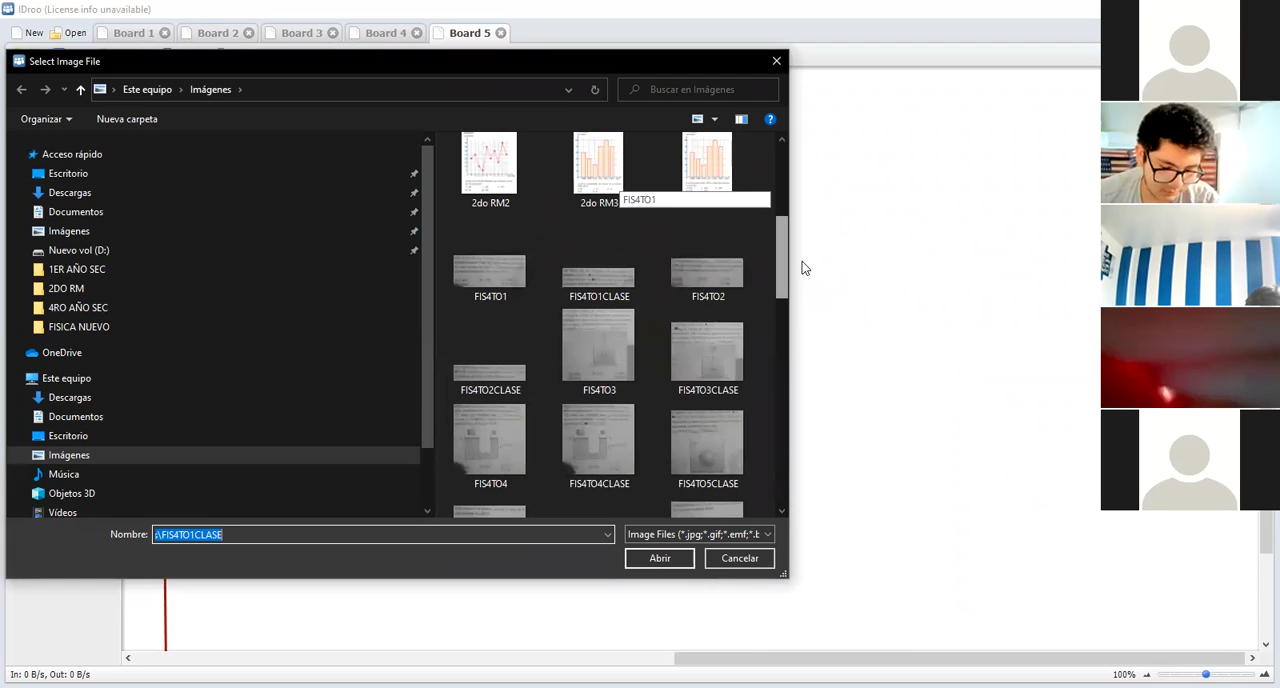 IDroo (License info unavailable)
New Open Board 1 Board 2 Board 3 Board 4 Board 5
Select Image File
Este equipo Imágenes
Buscar en Imágenes
Organizar Nueva carpeta
Acceso rápido
Escritorio
Descargas
Documentos
Imágenes
Nuevo vol (D:)
1ER AÑO SEC
2DO RM
4RO AÑO SEC
FISICA NUEVO
OneDrive
Este equipo
Descargas
Documentos
Escritorio
Imágenes
Música
Objetos 3D
Vídeos
2do RM2 2do RM3
FIS4TO1
FIS4TO1 FIS4TO1CLASE FIS4TO2
FIS4TO2CLASE FIS4TO3 FIS4TO3CLASE
FIS4TO4 FIS4TO4CLASE FIS4TO5CLASE
Nombre: :\FIS4TO1CLASE
Image Files (*.jpg;*.gif;*.emf;*.b
Abrir Cancelar
In: 0 B/s, Out: 0 B/s
100%